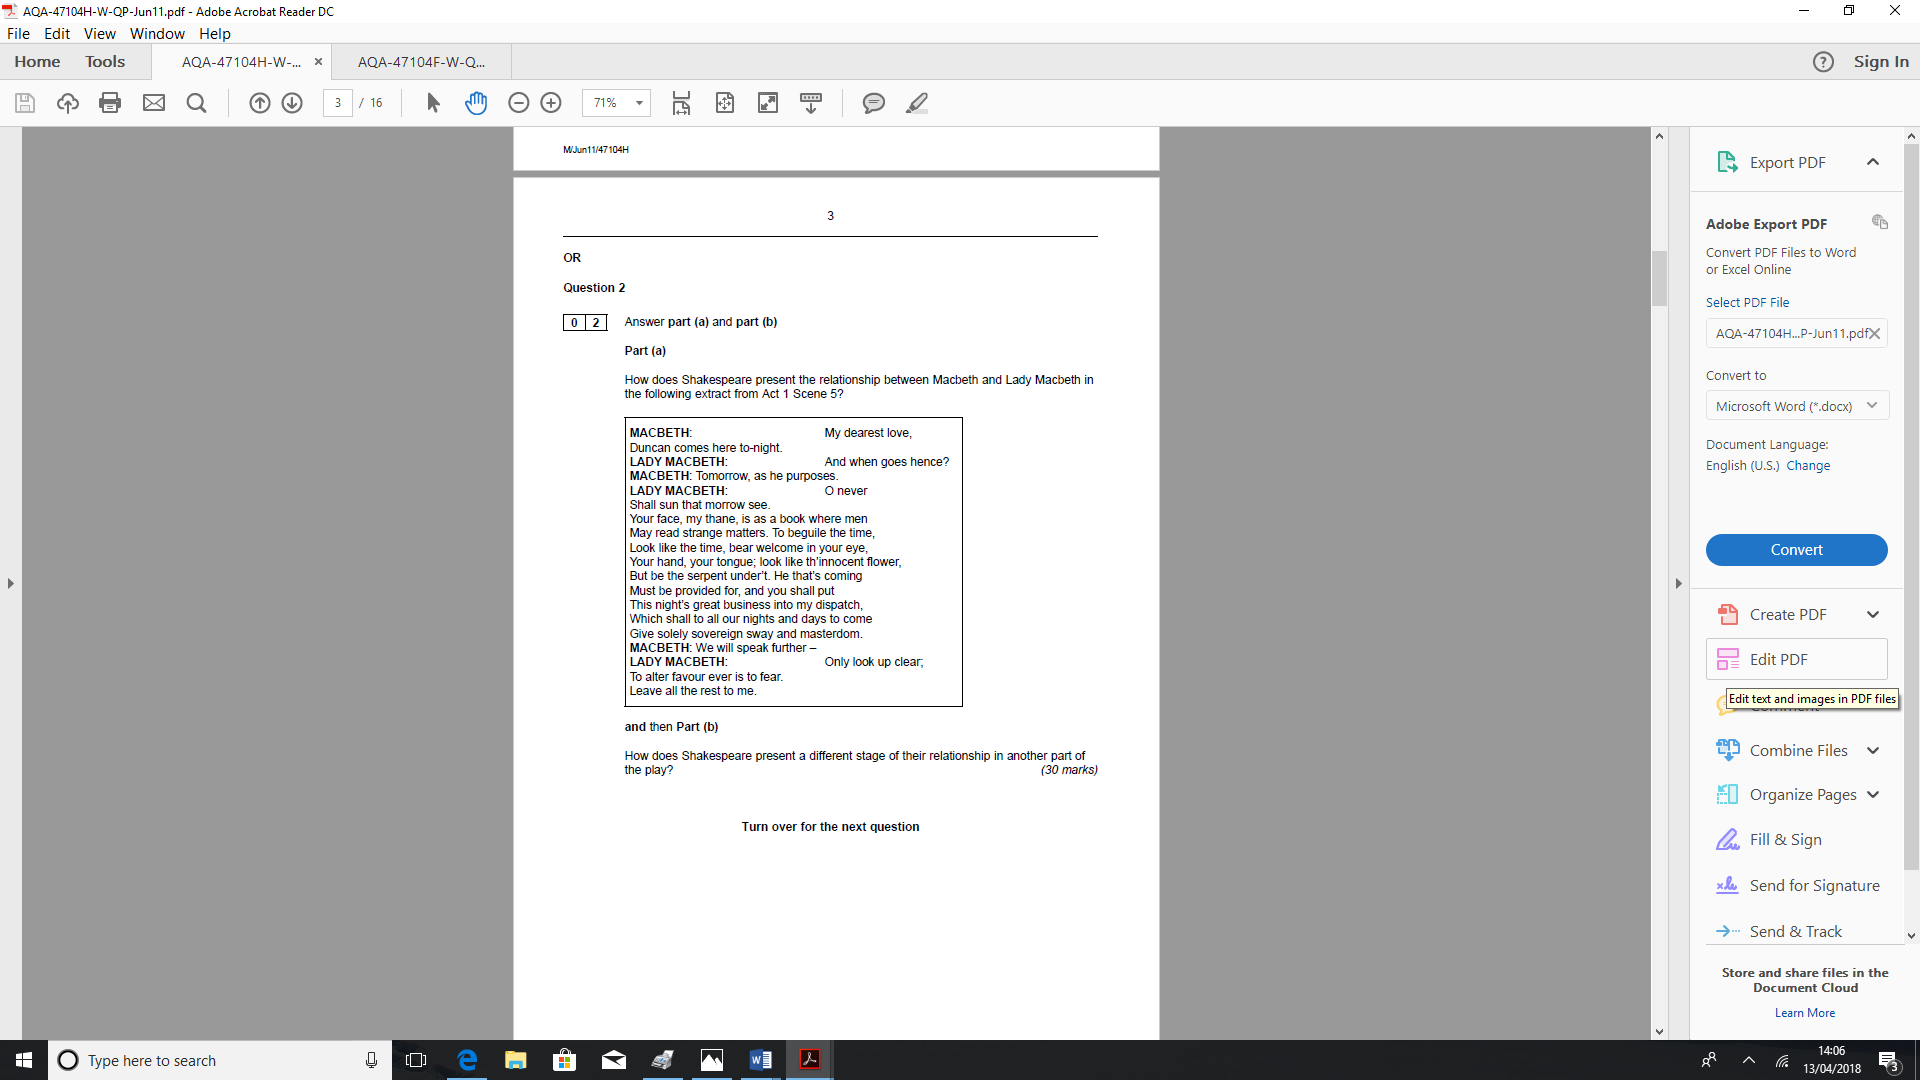 AQA-47104H-W-QP-Jun11.pdf - Adobe Acrobat Reader DC
File Edit View Window Help
Home Tools AQA-47104H-W-... × AQA-47104F-W-Q... Sign In
3 / 16 71%
M/Jun11/47104H
3
OR
Question 2
0 2 Answer part (a) and part (b)
Part (a)
How does Shakespeare present the relationship between Macbeth and Lady Macbeth in
the following extract from Act 1 Scene 5?
MACBETH: My dearest love,
Duncan comes here to-night.
LADY MACBETH: And when goes hence?
MACBETH: Tomorrow, as he purposes.
LADY MACBETH: O never
Shall sun that morrow see.
Your face, my thane, is as a book where men
May read strange matters. To beguile the time,
Look like the time, bear welcome in your eye,
Your hand, your tongue; look like th'innocent flower,
But be the serpent under't. He that's coming
Must be provided for, and you shall put
This night's great business into my dispatch,
Which shall to all our nights and days to come
Give solely sovereign sway and masterdom.
MACBETH: We will speak further –
LADY MACBETH: Only look up clear;
To alter favour ever is to fear.
Leave all the rest to me.
and then Part (b)
How does Shakespeare present a different stage of their relationship in another part of
the play? (30 marks)
Turn over for the next question
Export PDF
Adobe Export PDF
Convert PDF Files to Word
or Excel Online
Select PDF File
AQA-47104H...P-Jun11.pdf
Convert to
Microsoft Word (*.docx)
Document Language:
English (U.S.) Change
Convert
Create PDF
Edit PDF
Edit text and images in PDF files
Comment
Combine Files
Organize Pages
Fill & Sign
Send for Signature
Send & Track
Store and share files in the
Document Cloud
Learn More
Type here to search
14:06
13/04/2018
3